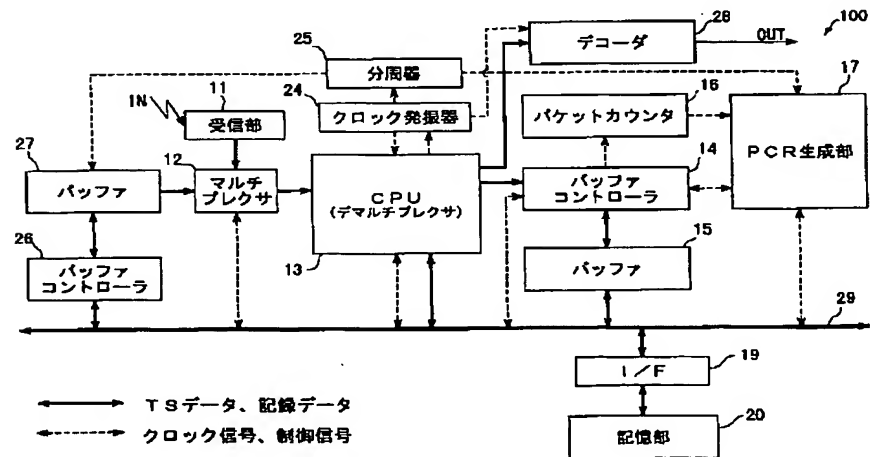 28
100
デコーダ
OUT
25
分周器
17
11
24
16
IN
受信部
クロック発振器
パケットカウンタ
27
12
14
PCR生成部
バッファ
マルチ
プレクサ
CPU
(デマルチプレクサ)
バッファ
コントローラ
26
15
バッファ
コントローラ
13
バッファ
29
19
I/F
TSデータ、記録データ
20
クロック信号、制御信号
記憶部